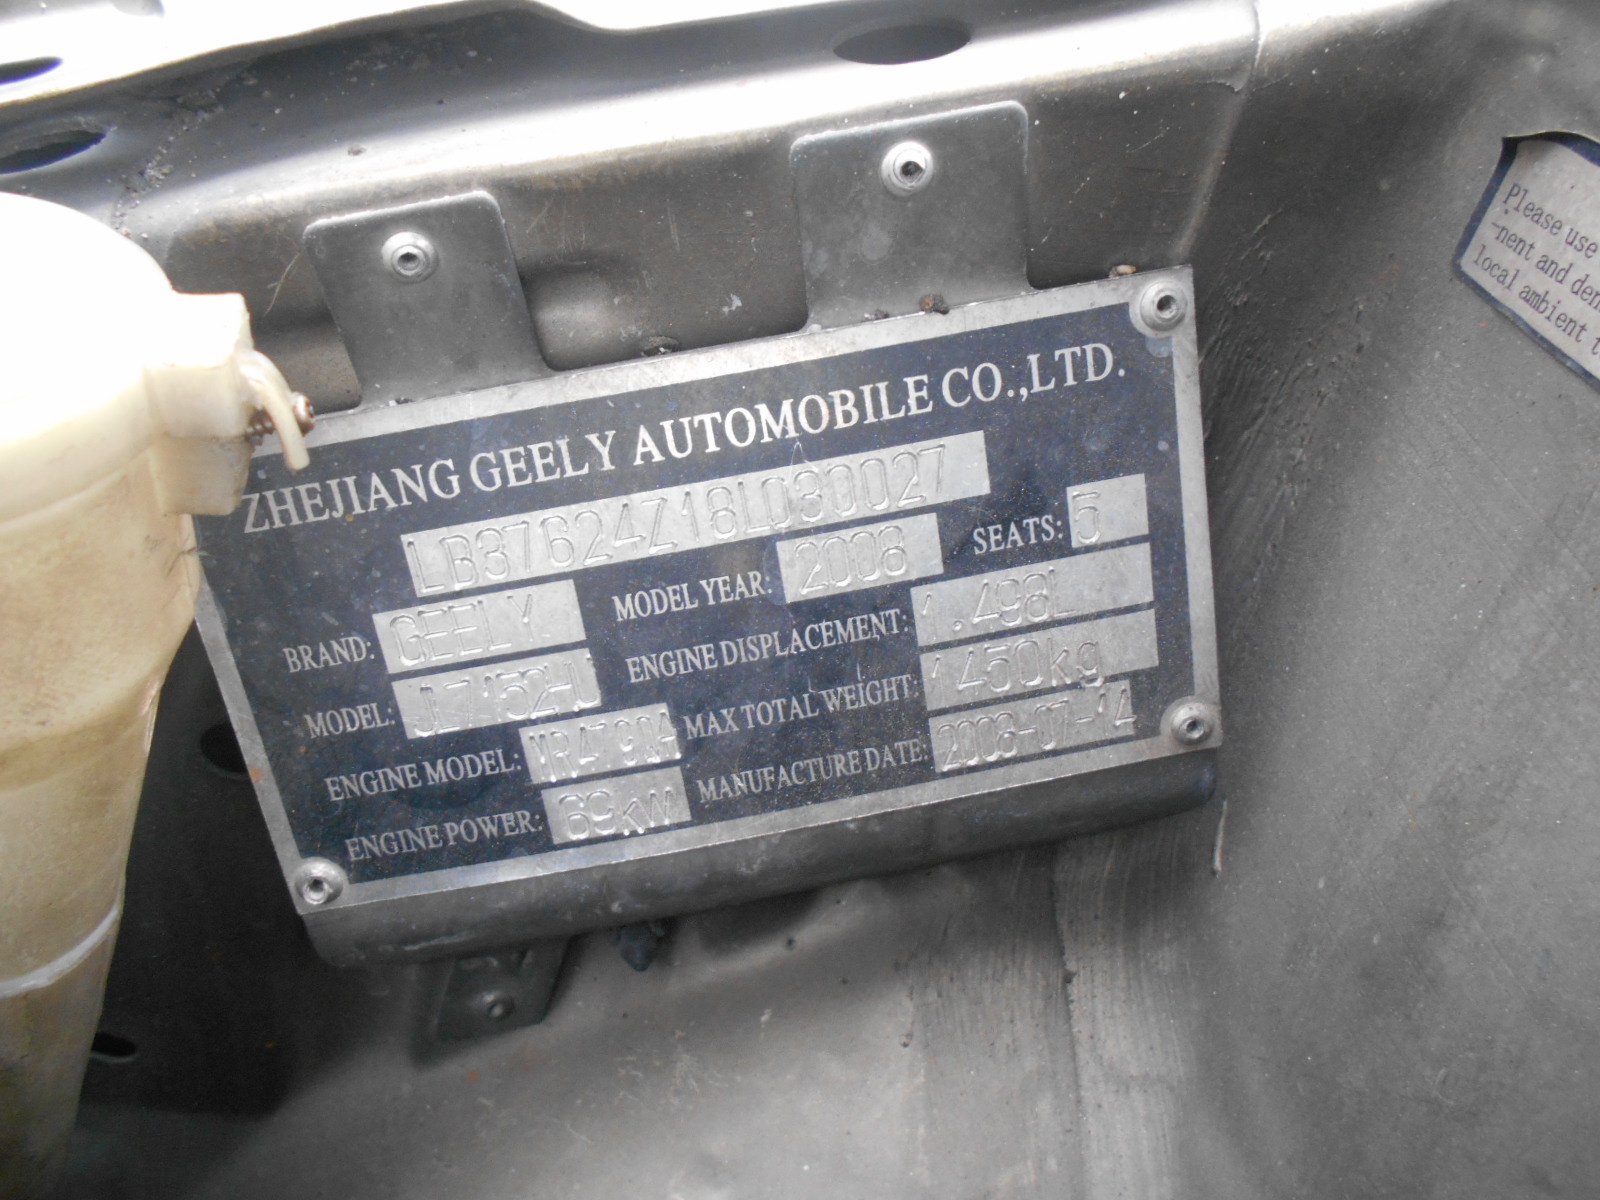 ZHEJIANG GEELY AUTOMOBILE CO.,LTD.
LB37624Z18L030027
BRAND: GEELY MODEL YEAR: 2008 SEATS: 5
MODEL: JL7152HU ENGINE DISPLACEMENT: 1.498L
ENGINE MODEL: MR479QA MAX TOTAL WEIGHT: 1450kg
ENGINE POWER: 69KW MANUFACTURE DATE: 2008-07-14
Please use
-nent and
local ambient